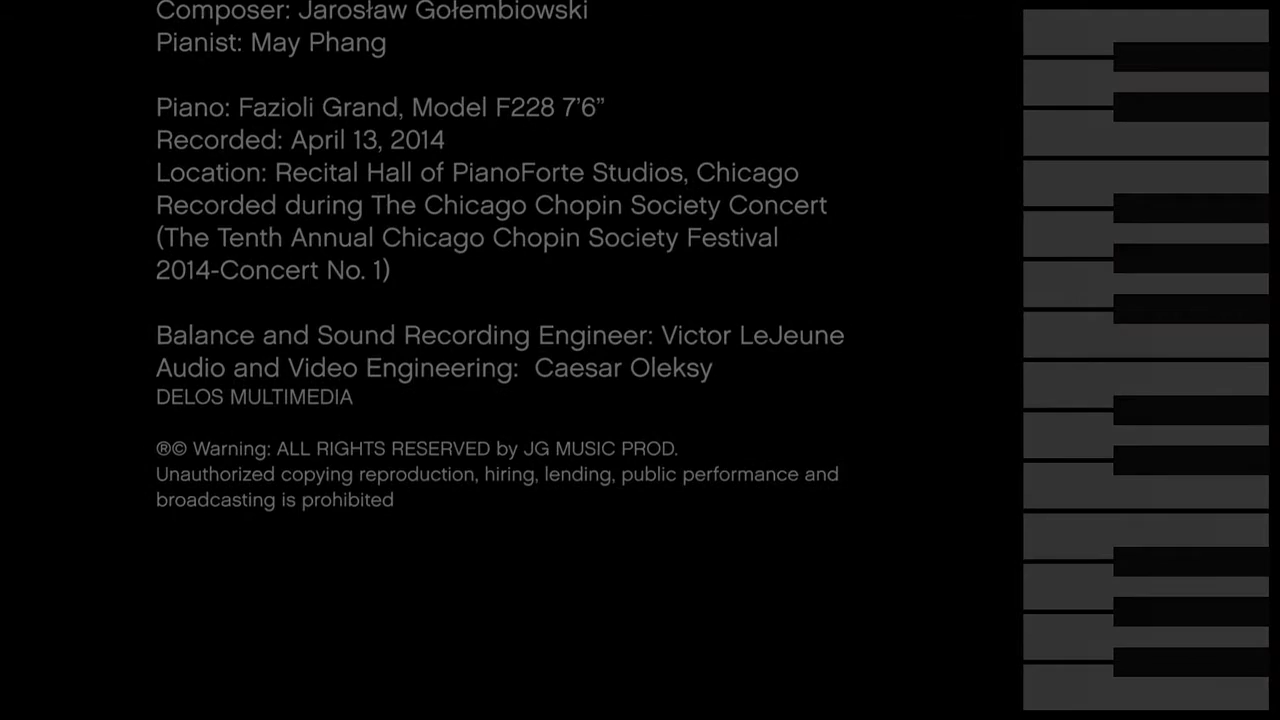 Composer: Jarosław Gołembiowski
Pianist: May Phang
Piano: Fazioli Grand, Model F228 7’6”
Recorded: April 13, 2014
Location: Recital Hall of PianoForte Studios, Chicago
Recorded during The Chicago Chopin Society Concert
(The Tenth Annual Chicago Chopin Society Festival
2014-Concert No. 1)
Balance and Sound Recording Engineer: Victor LeJeune
Audio and Video Engineering:  Caesar Oleksy
DELOS MULTIMEDIA
®© Warning: ALL RIGHTS RESERVED by JG MUSIC PROD.
Unauthorized copying reproduction, hiring, lending, public performance and
broadcasting is prohibited